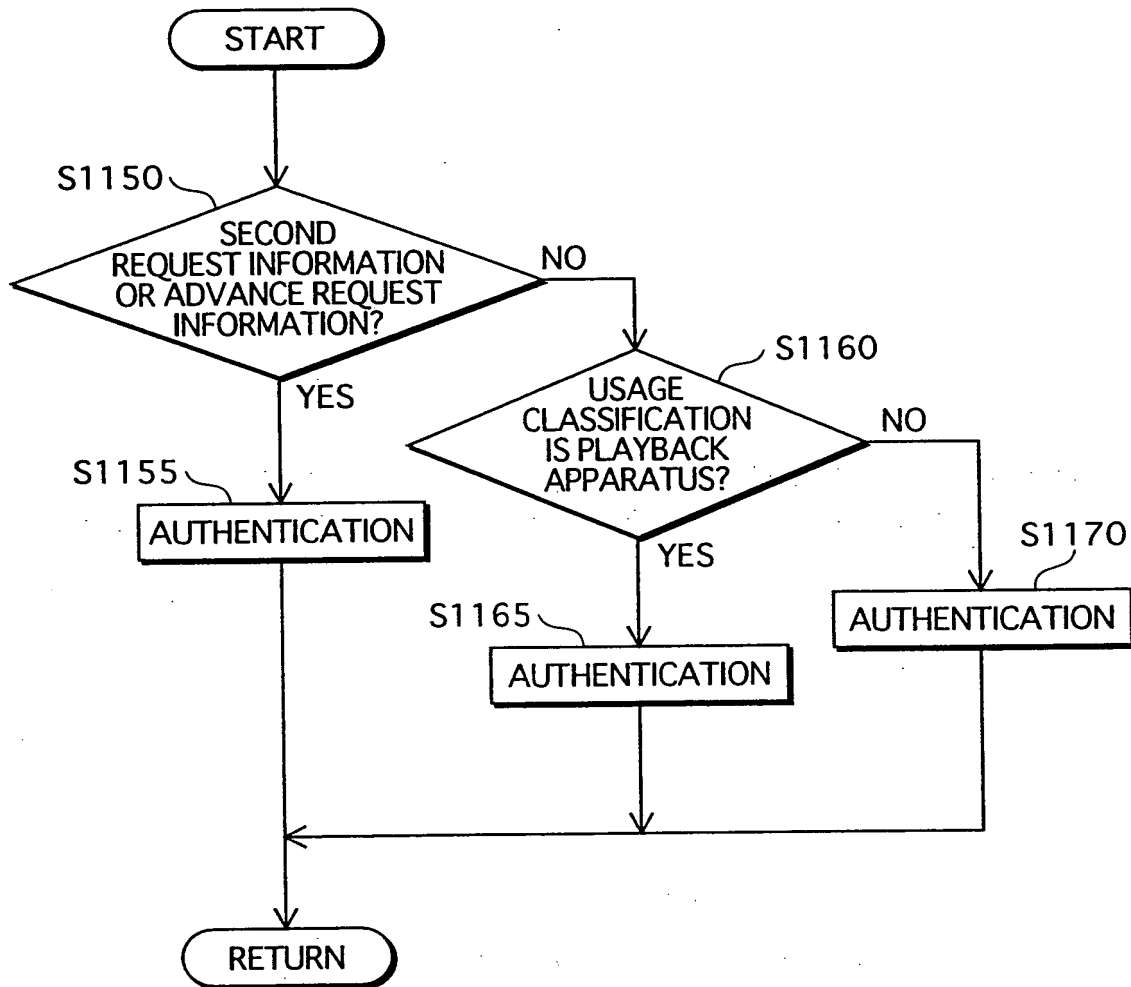 START
S1150
SECOND
REQUEST INFORMATION
OR ADVANCE REQUEST
INFORMATION?
NO
YES
S1160
USAGE
CLASSIFICATION
IS PLAYBACK
APPARATUS?
NO
YES
S1155
AUTHENTICATION
S1165
AUTHENTICATION
S1170
AUTHENTICATION
RETURN